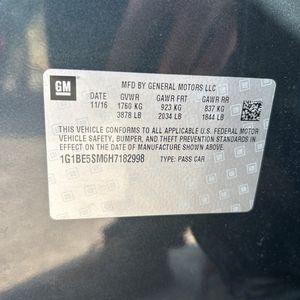 GM
MFD BY GENERAL MOTORS LLC
DATE GVWR GAWR FRT GAWR RR
11/16 1760 KG 923 KG 837 KG
3878 LB 2034 LB 1844 LB
THIS VEHICLE CONFORMS TO ALL APPLICABLE U.S. FEDERAL MOTOR
VEHICLE SAFETY, BUMPER, AND THEFT PREVENTION STANDARDS IN
EFFECT ON THE DATE OF MANUFACTURE SHOWN ABOVE.
1G1BE5SM6H7182998
TYPE: PASS CAR